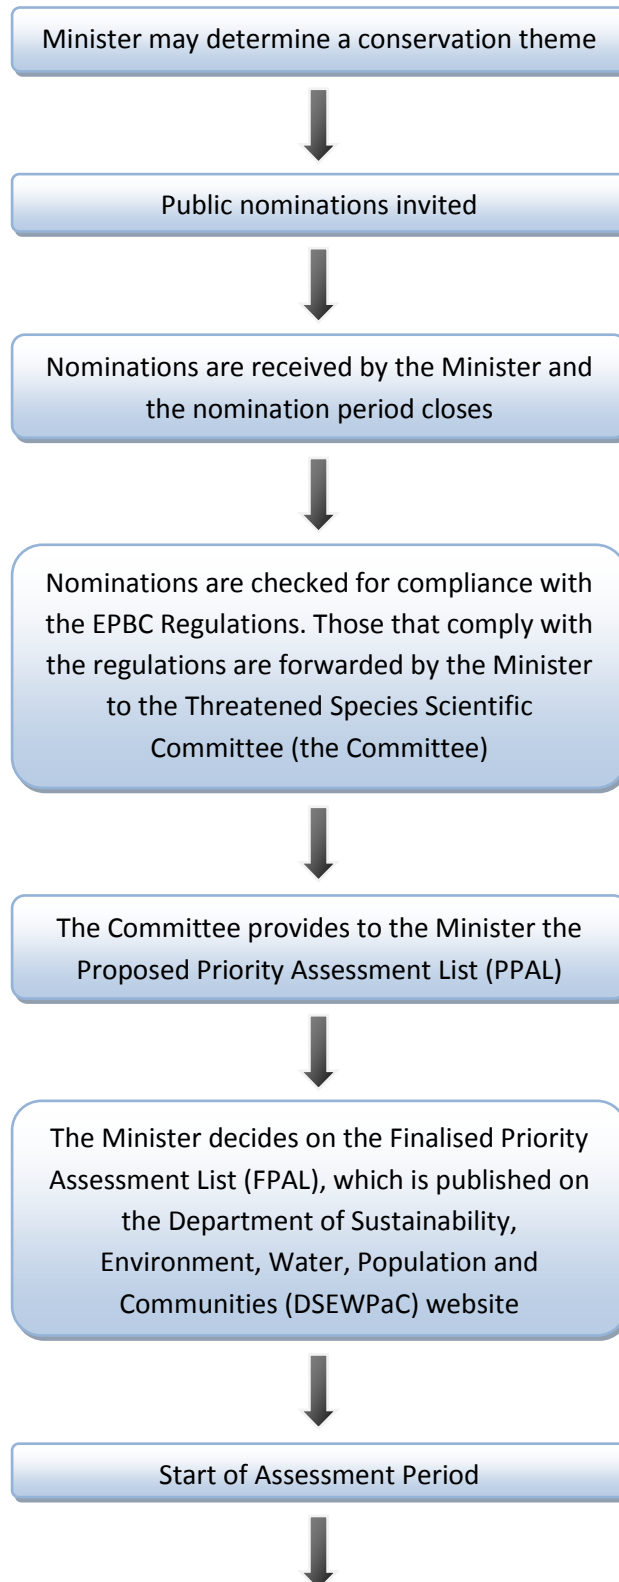 Minister may determine a conservation theme
Public nominations invited
Nominations are received by the Minister and
the nomination period closes
Nominations are checked for compliance with
the EPBC Regulations. Those that comply with
the regulations are forwarded by the Minister
to the Threatened Species Scientific
Committee (the Committee)
The Committee provides to the Minister the
Proposed Priority Assessment List (PPAL)
The Minister decides on the Finalised Priority
Assessment List (FPAL), which is published on
the Department of Sustainability,
Environment, Water, Population and
Communities (DSEWPaC) website
Start of Assessment Period